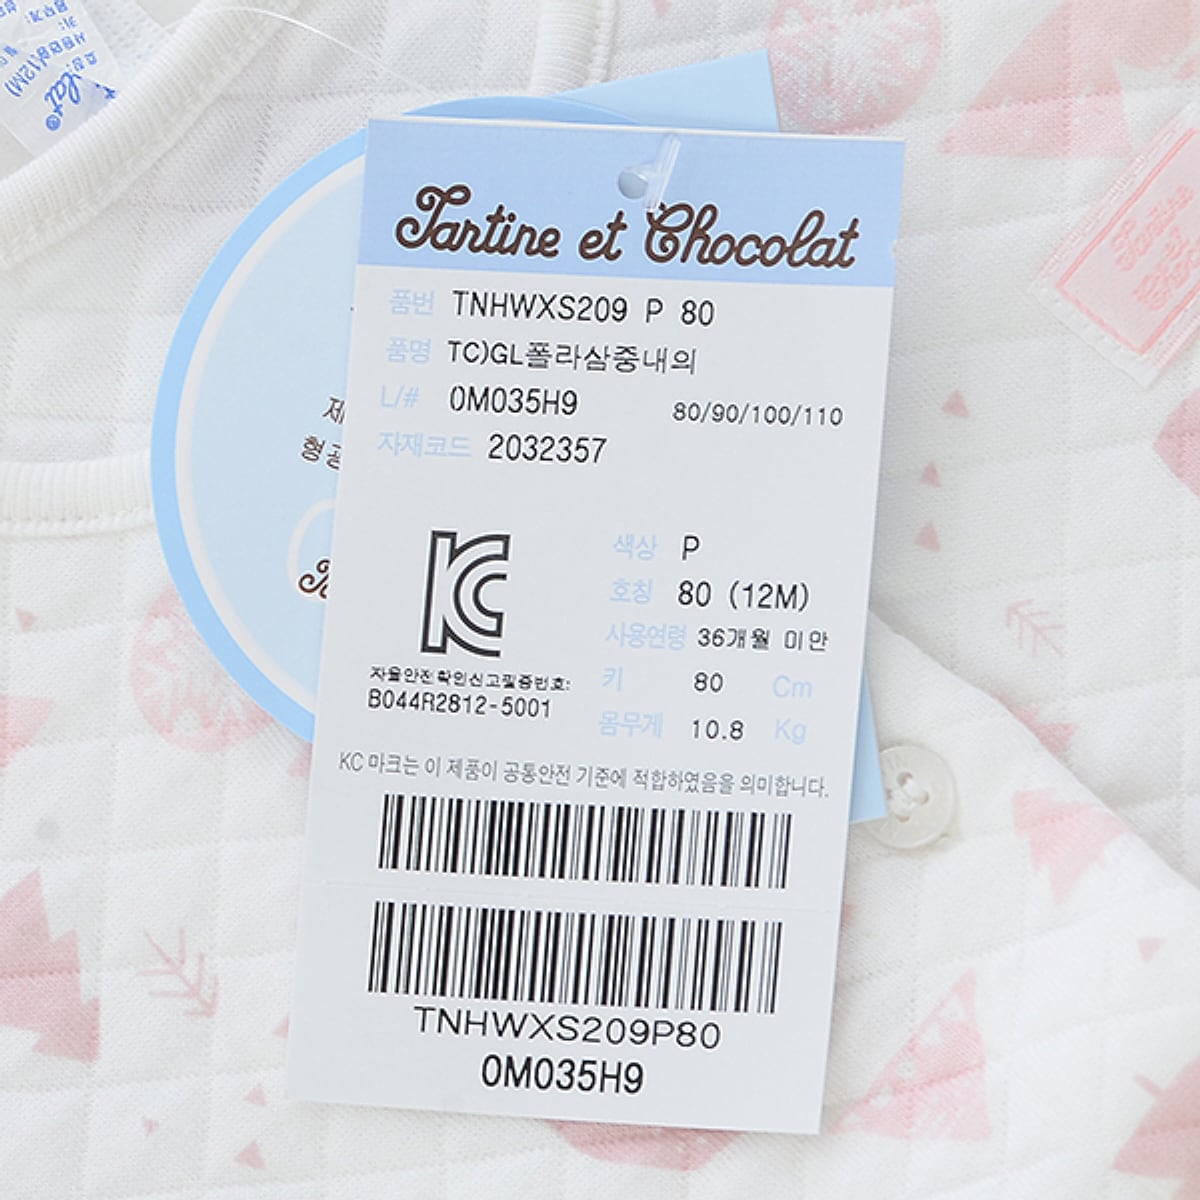 Tartine et Chocolat
품번 TNHWXS209 P 80
품명 TC)GL폴라삼중내의
L/# 0M035H9 80/90/100/110
자재코드 2032357
색상 P
호칭 80 (12M)
사용연령 36개월 미만
키 80 Cm
몸무게 10.8 Kg
자율안전확인신고필증번호:
B044R2812-5001
KC 마크는 이 제품이 공통안전 기준에 적합하였음을 의미합니다.
TNHWXS209P80
0M035H9